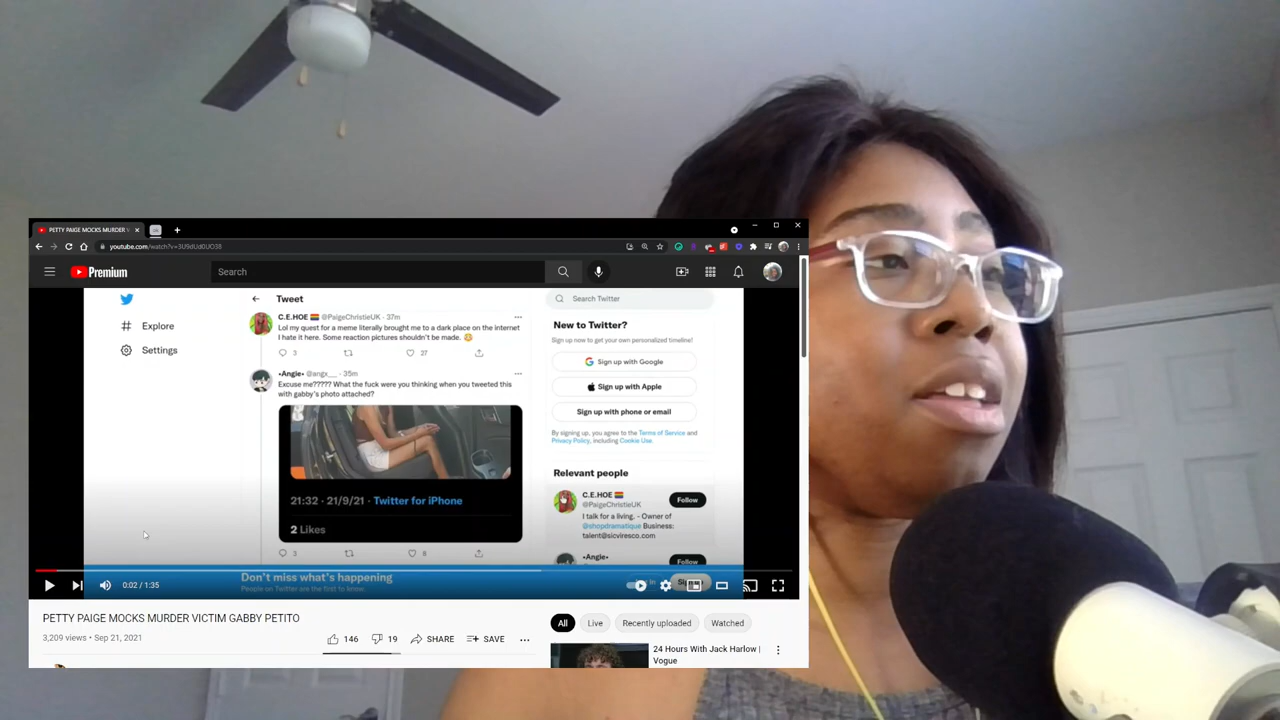 PETTY PAIGE MOCKS MURDER V
youtube.com/watch?v=3U9dUd0UO38
Premium
Search
Explore
Settings
Tweet
C.E.HOE 🏳️‍🌈 @PaigeChristieUK · 37m
Lol my quest for a meme literally brought me to a dark place on the internet
I hate it here. Some reaction pictures shouldn't be made. 😳
3
27
•Angie• @angx__ · 35m
Excuse me????? What the fuck were you thinking when you tweeted this
with gabby's photo attached?
21:32 · 21/9/21 · Twitter for iPhone
2 Likes
3
8
Search Twitter
New to Twitter?
Sign up now to get your own personalized timeline!
Sign up with Google
Sign up with Apple
Sign up with phone or email
By signing up, you agree to the Terms of Service and
Privacy Policy, including Cookie Use.
Relevant people
C.E.HOE 🏳️‍🌈
@PaigeChristieUK
Follow
I talk for a living. - Owner of
@shopdramatique Business:
talent@sicviresco.com
•Angie•
Follow
Don't miss what's happening
People on Twitter are the first to know.
0:02 / 1:35
PETTY PAIGE MOCKS MURDER VICTIM GABBY PETITO
3,209 views • Sep 21, 2021
146
19
SHARE
SAVE
All
Live
Recently uploaded
Watched
24 Hours With Jack Harlow |
Vogue